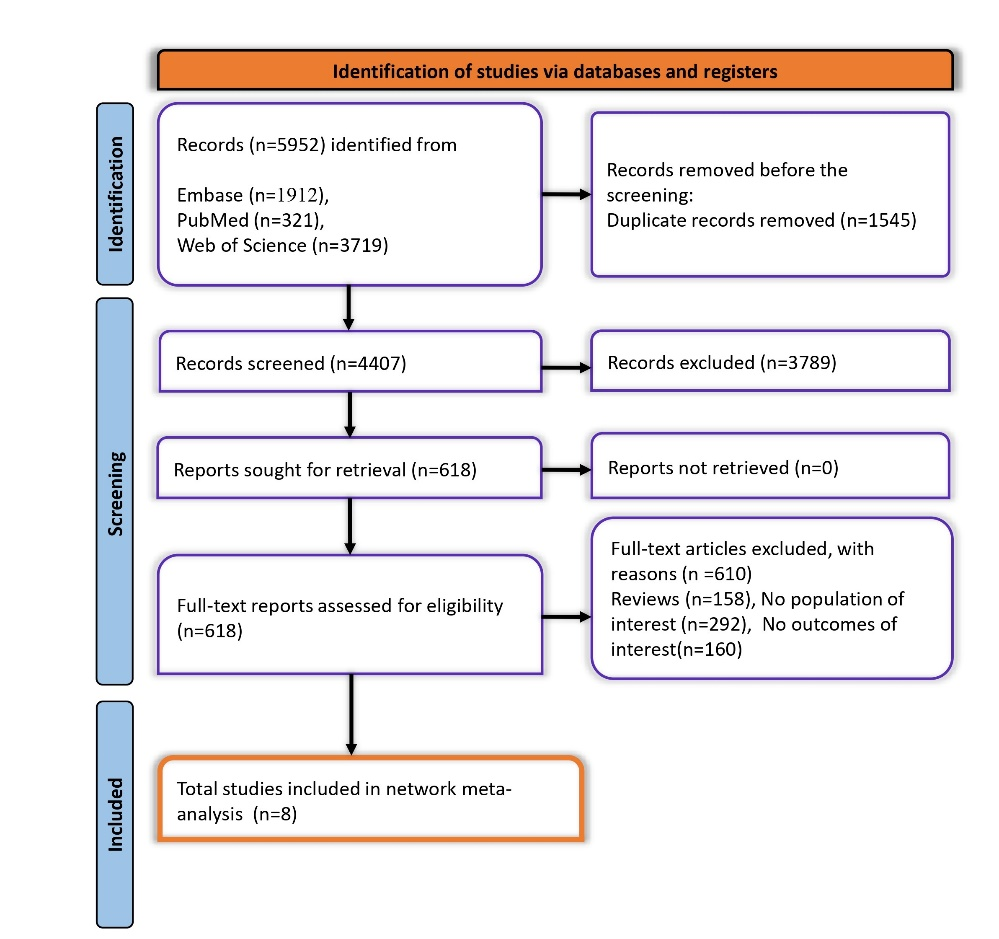 Identification of studies via databases and registers
Identification
Records (n=5952) identified from
Embase (n=1912),
PubMed (n=321),
Web of Science (n=3719)
Records removed before the
screening:
Duplicate records removed (n=1545)
Screening
Records screened (n=4407)
Records excluded (n=3789)
Reports sought for retrieval (n=618)
Reports not retrieved (n=0)
Full-text reports assessed for eligibility
(n=618)
Full-text articles excluded, with
reasons (n =610)
Reviews (n=158), No population of
interest (n=292),  No outcomes of
interest(n=160)
Included
Total studies included in network meta-
analysis  (n=8)